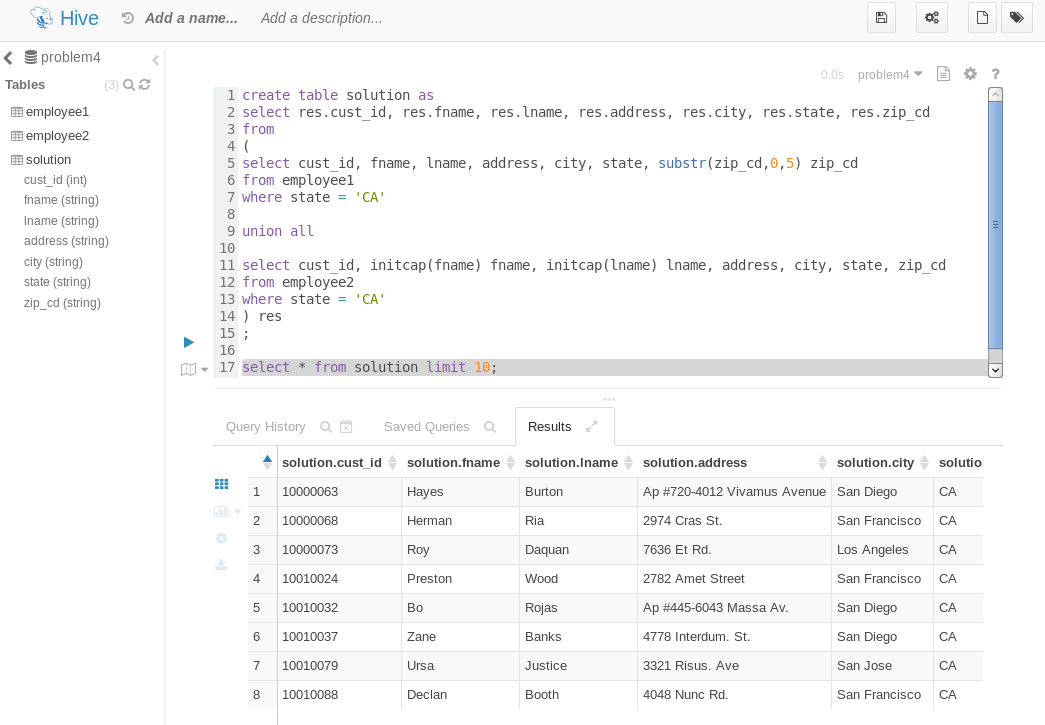 Hive Add a name... Add a description...
problem4
Tables (3)
employee1
employee2
solution
cust_id (int)
fname (string)
lname (string)
address (string)
city (string)
state (string)
zip_cd (string)
0.0s problem4 ?
1 create table solution as
2 select res.cust_id, res.fname, res.lname, res.address, res.city, res.state, res.zip_cd
3 from
4 (
5 select cust_id, fname, lname, address, city, state, substr(zip_cd,0,5) zip_cd
6 from employee1
7 where state = 'CA'
8
9 union all
10
11 select cust_id, initcap(fname) fname, initcap(lname) lname, address, city, state, zip_cd
12 from employee2
13 where state = 'CA'
14 ) res
15 ;
16
17 select * from solution limit 10;
Query History Saved Queries Results
solution.cust_id solution.fname solution.lname solution.address solution.city solutio
1 10000063 Hayes Burton Ap #720-4012 Vivamus Avenue San Diego CA
2 10000068 Herman Ria 2974 Cras St. San Francisco CA
3 10000073 Roy Daquan 7636 Et Rd. Los Angeles CA
4 10010024 Preston Wood 2782 Amet Street San Francisco CA
5 10010032 Bo Rojas Ap #445-6043 Massa Av. San Diego CA
6 10010037 Zane Banks 4778 Interdum. St. San Diego CA
7 10010079 Ursa Justice 3321 Risus. Ave San Jose CA
8 10010088 Declan Booth 4048 Nunc Rd. San Francisco CA